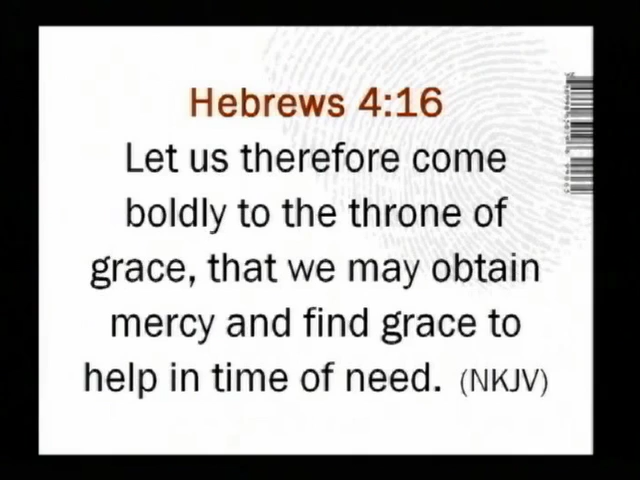 Hebrews 4:16
Let us therefore come
boldly to the throne of
grace, that we may obtain
mercy and find grace to
help in time of need. (NKJV)